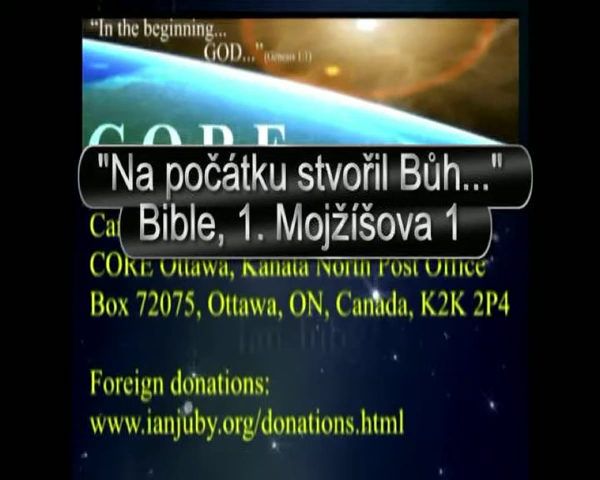 “In the beginning...
GOD...” (Genesis 1:1)
CORE
"Na počátku stvořil Bůh..."
Bible, 1. Mojžíšova 1
CORE Ottawa, Kanata North Post Office
Box 72075, Ottawa, ON, Canada, K2K 2P4
Foreign donations:
www.ianjuby.org/donations.html